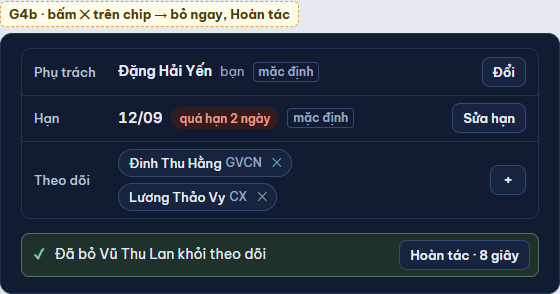 G4b · bấm ✕ trên chip → bỏ ngay, Hoàn tác
Phụ trách Đặng Hải Yến bạn mặc định Đổi
Hạn 12/09 quá hạn 2 ngày mặc định Sửa hạn
Theo dõi Đinh Thu Hằng GVCN ✕ +
Lương Thảo Vy CX ✕
✓ Đã bỏ Vũ Thu Lan khỏi theo dõi Hoàn tác · 8 giây